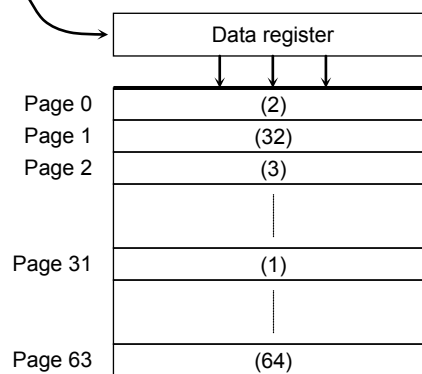 Data register
Page 0 (2)
Page 1 (32)
Page 2 (3)
Page 31 (1)
Page 63 (64)